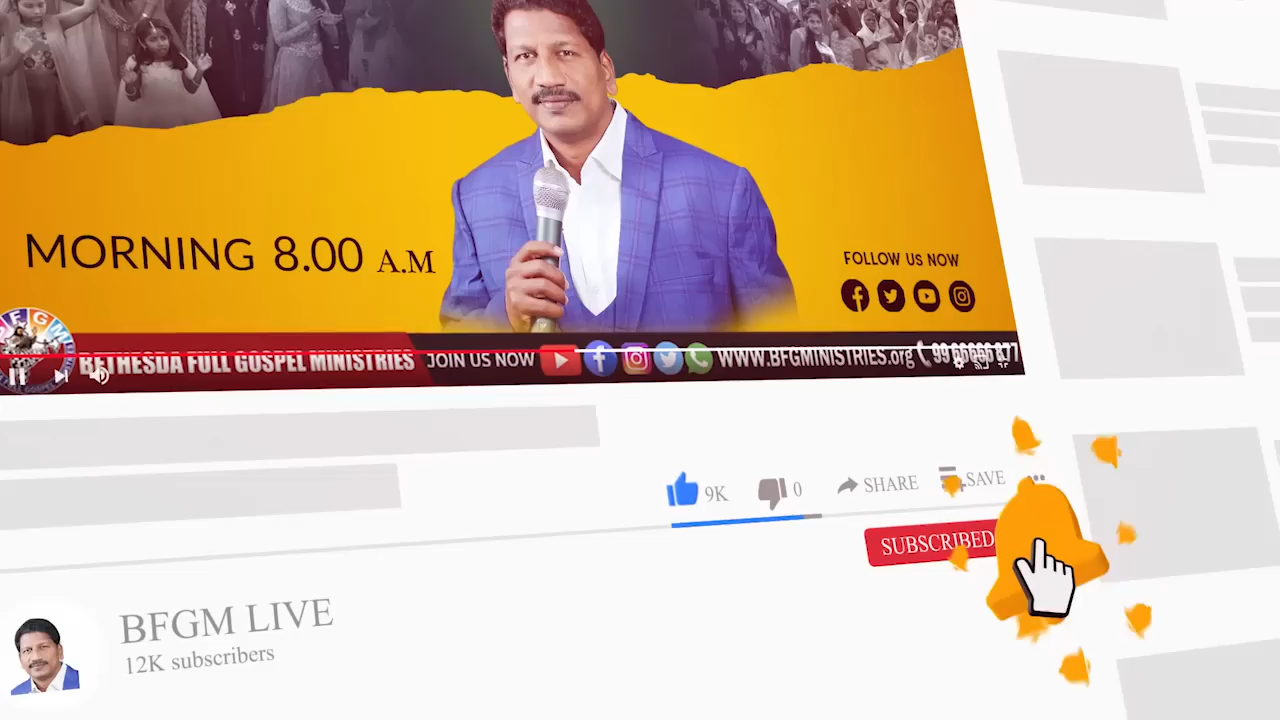 MORNING 8.00 A.M
FOLLOW US NOW
BFGM
BETHESDA FULL GOSPEL MINISTRIES
JOIN US NOW
WWW.BFGMINISTRIES.org
9K
0
SHARE
SAVE
SUBSCRIBED
BFGM LIVE
12K subscribers